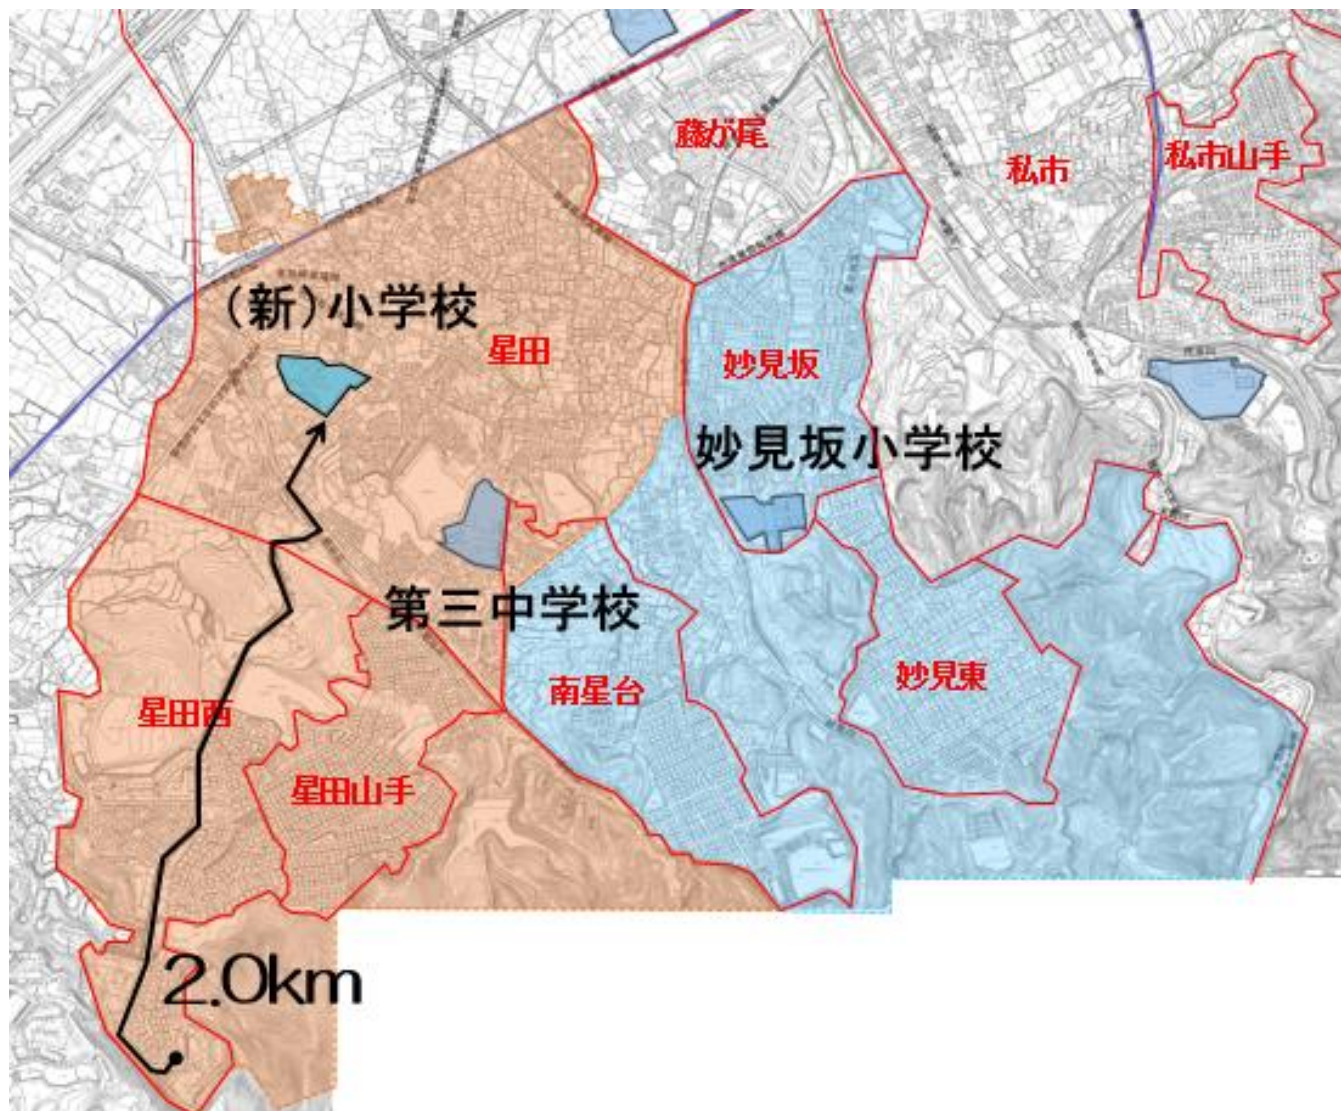 藤が尾
私市
私市山手
(新)小学校
星田
妙見坂
妙見坂小学校
第三中学校
南星台
妙見東
星田西
星田山手
2.0km